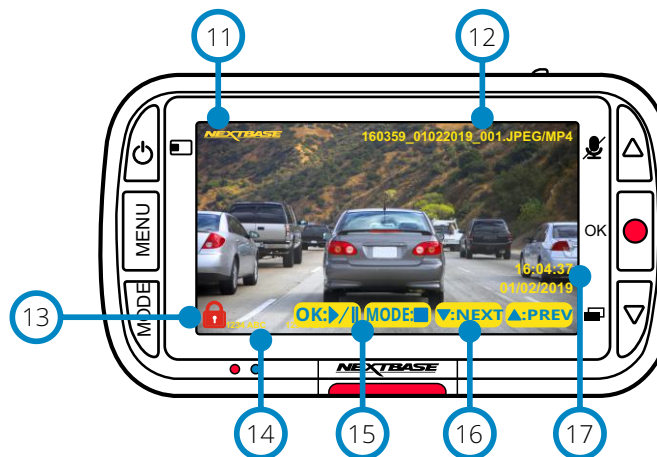 11
12
NEXTBASE
160359_01022019_001.JPEG/MP4
MENU
OK
16:04:37
01/02/2019
MODE
13
OK:▶/II MODE:■ ▼:NEXT ▲:PREV
NEXTBASE
14
15
16
17